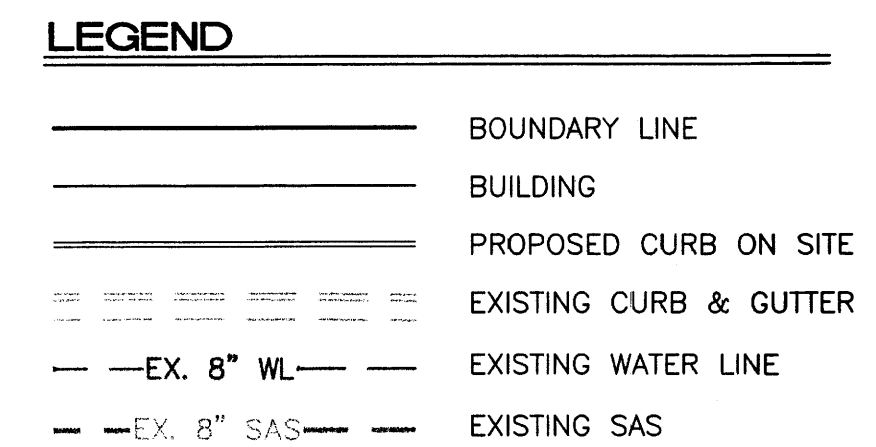 LEGEND
BOUNDARY LINE
BUILDING
PROPOSED CURB ON SITE
EXISTING CURB & GUTTER
EX. 8" WL EXISTING WATER LINE
EX. 8" SAS EXISTING SAS